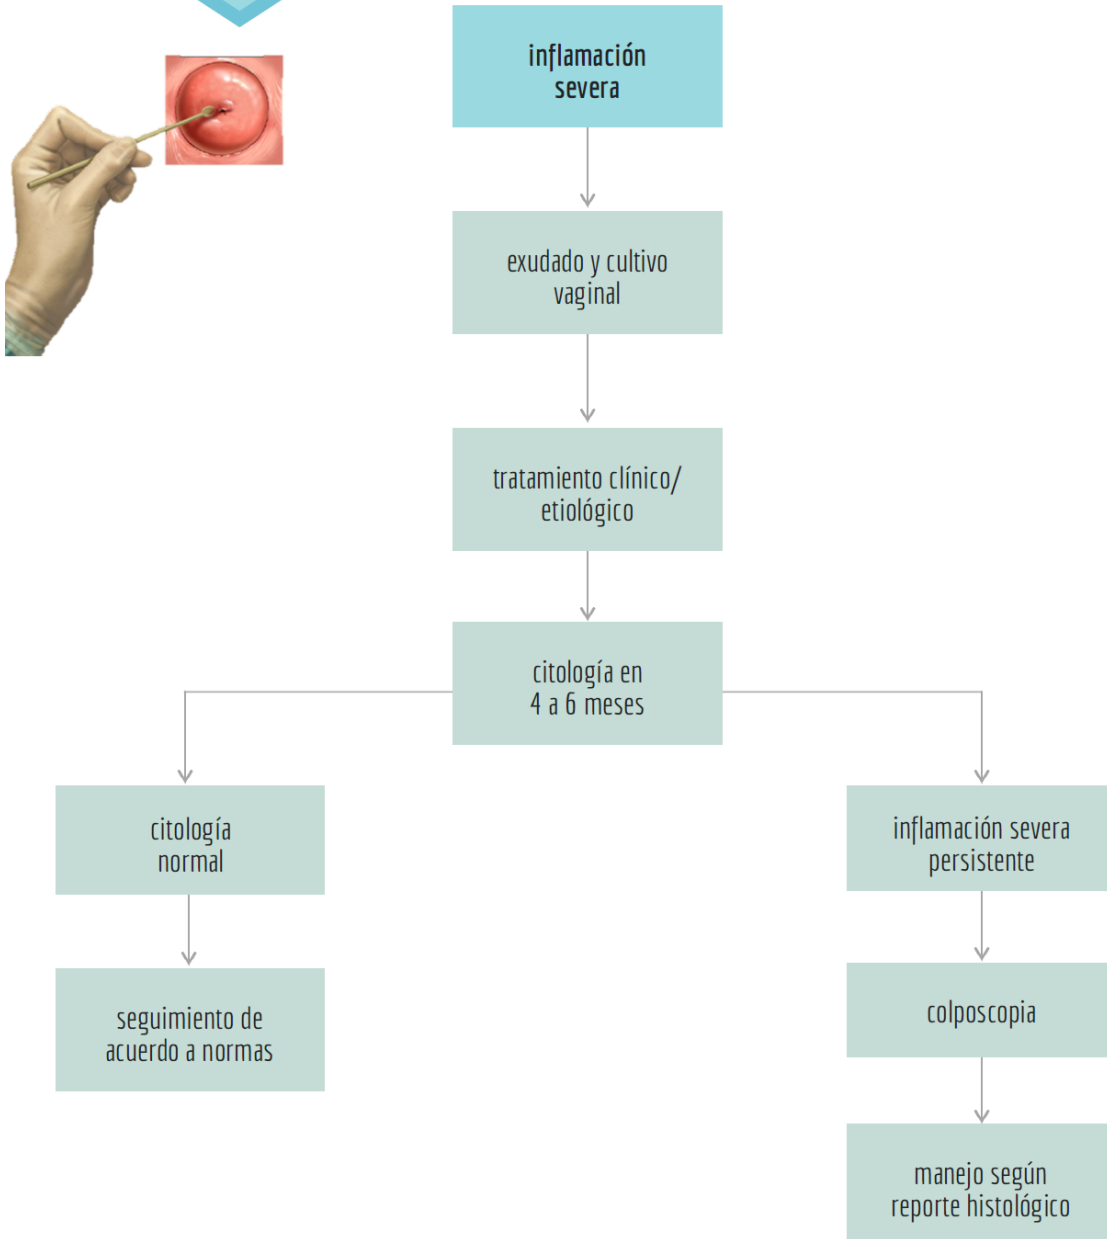 inflamación
severa
exudado y cultivo
vaginal
tratamiento clínico/
etiológico
citología en
4 a 6 meses
citología
normal
seguimiento de
acuerdo a normas
inflamación severa
persistente
colposcopia
manejo según
reporte histológico